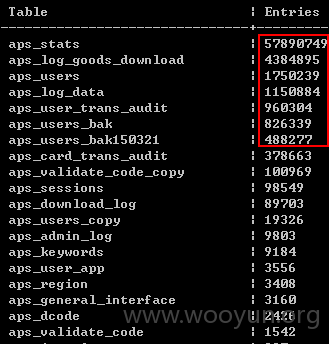 Table | Entries
aps_stats | 57890749
aps_log_goods_download | 4384895
aps_users | 1750239
aps_log_data | 1150884
aps_user_trans_audit | 960304
aps_users_bak | 826339
aps_users_bak150321 | 488277
aps_card_trans_audit | 378663
aps_validate_code_copy | 100969
aps_sessions | 98549
aps_download_log | 89703
aps_users_copy | 19326
aps_admin_log | 9803
aps_keywords | 9184
aps_user_app | 3556
aps_region | 3408
aps_general_interface | 3160
aps_dcode | 2426
aps_validate_code | 1542
www.wooyun.org